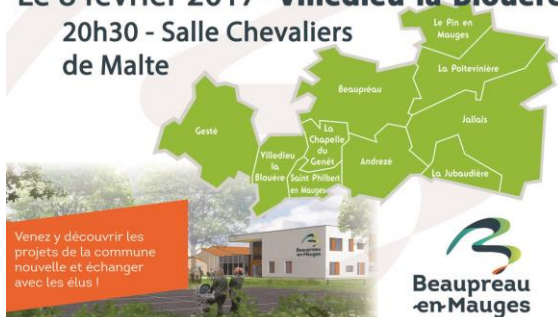 Le 8 février 2017 - Villedieu-la-Blouère
20h30 - Salle Chevaliers
de Malte
Le Pin en
Mauges
La Poitevinière
Beaupréau
Gesté
Jallais
La
Chapelle
du
Genêt
Villedieu
la
Blouère
Andrezé
Saint Philbert
en Mauges
La Jubaudière
Venez y découvrir les
projets de la commune
nouvelle et échanger
avec les élus !
Beaupreau
-en-Mauges
Beaupreau
-en-Mauges